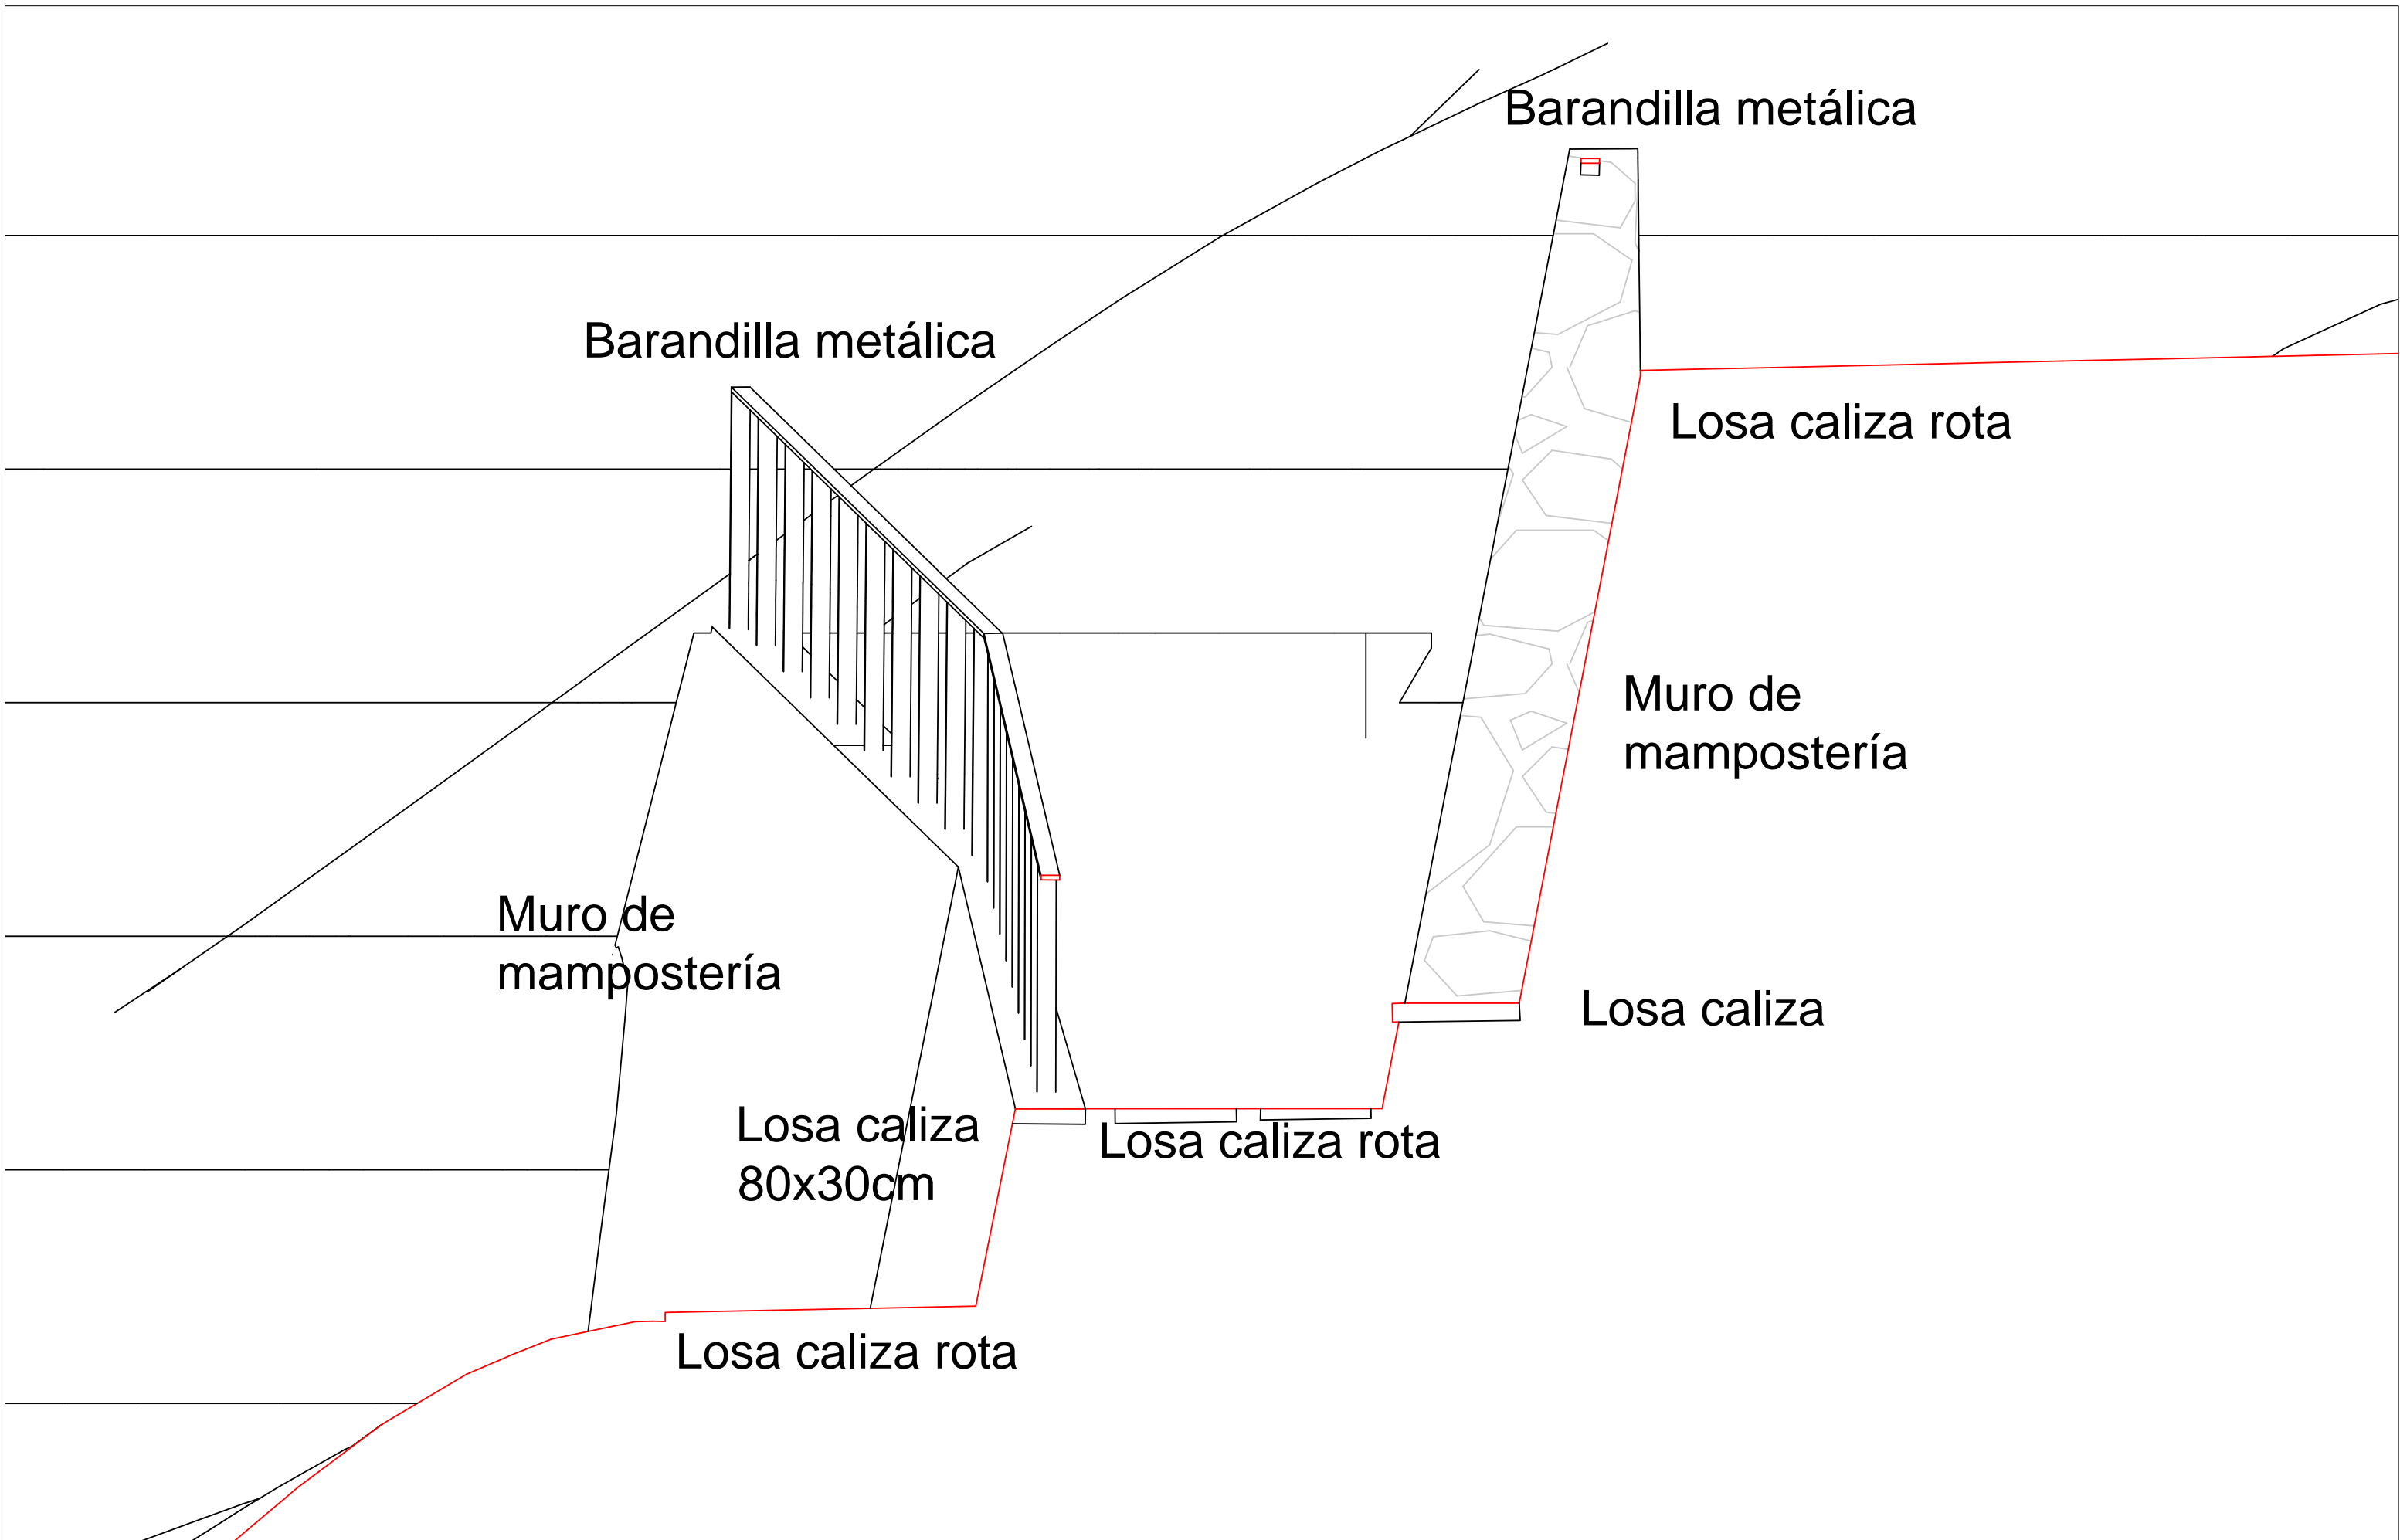 Barandilla metálica
Barandilla metálica
Losa caliza rota
Muro de
mampostería
Muro de
mampostería
Losa caliza
Losa caliza
80x30cm
Losa caliza rota
Losa caliza rota